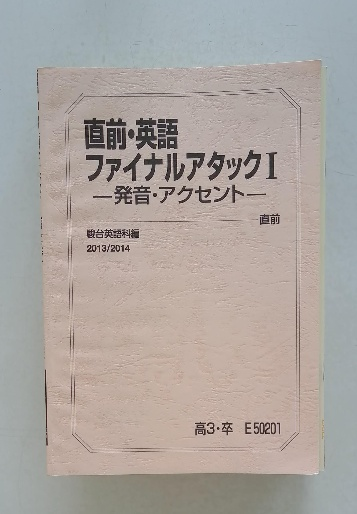 直前・英語
ファイナルアタックⅠ
―発音・アクセント―
直前
駿台英語科編
2013/2014
高3・卒 E50201